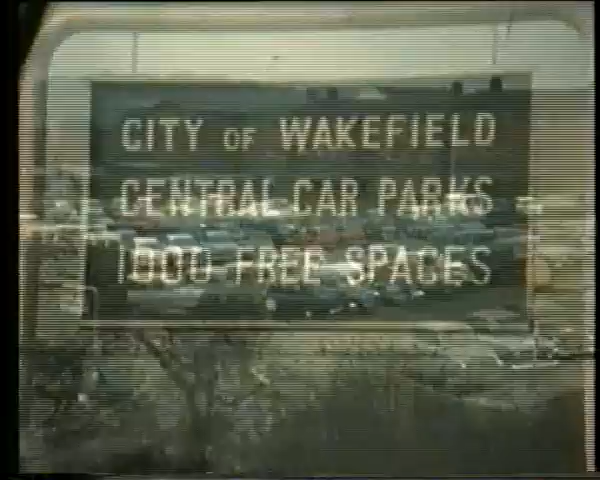 CITY OF WAKEFIELD
CENTRAL CAR PARKS
1000 FREE SPACES